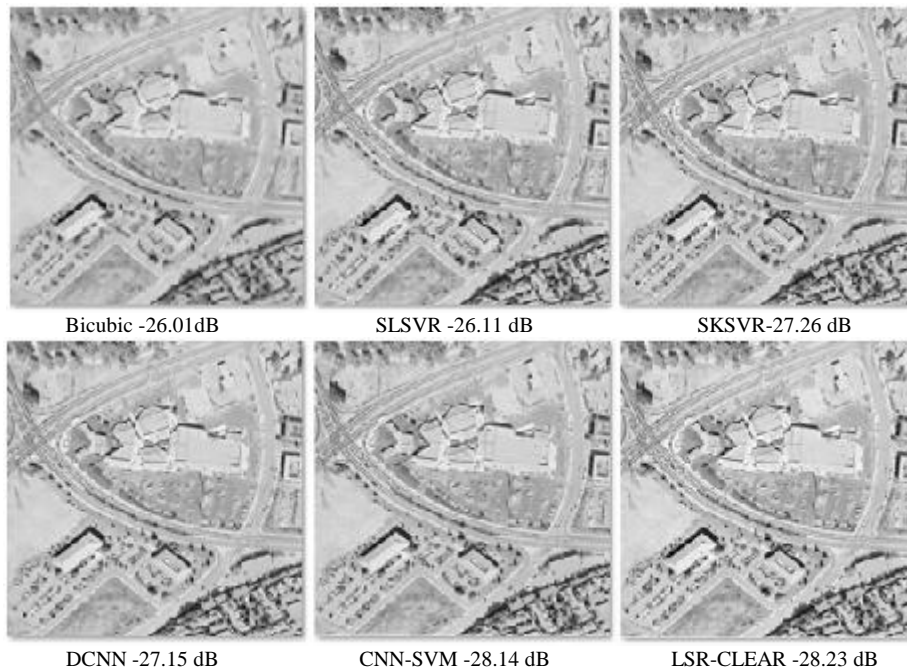 Bicubic -26.01dB
SLSVR -26.11 dB
SKSVR-27.26 dB
DCNN -27.15 dB
CNN-SVM -28.14 dB
LSR-CLEAR -28.23 dB